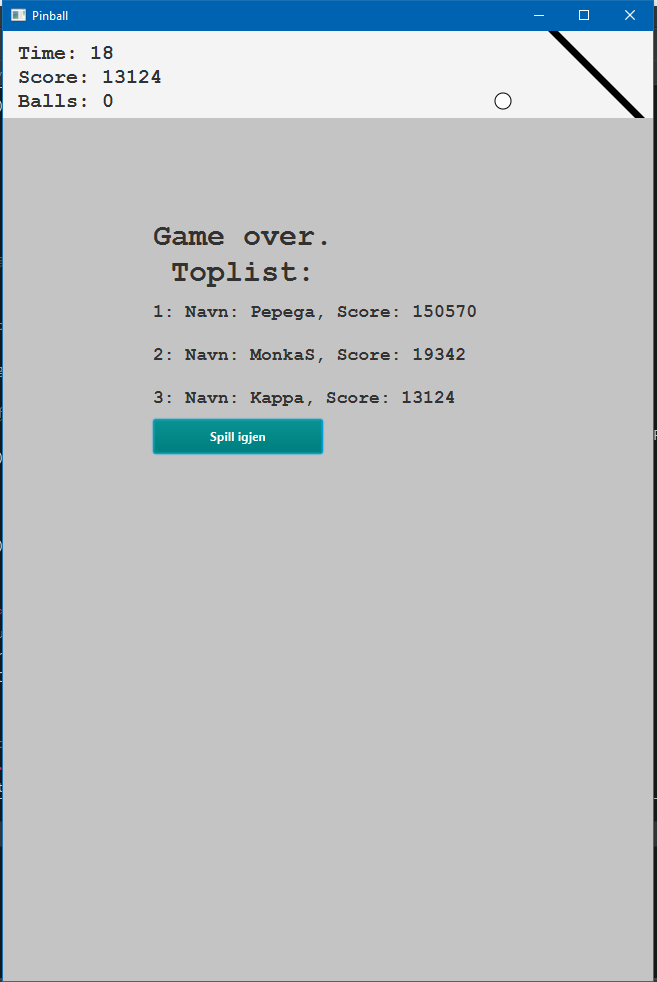 Pinball
Time: 18
Score: 13124
Balls: 0
Game over.
Toplist:
1: Navn: Pepega, Score: 150570
2: Navn: MonkaS, Score: 19342
3: Navn: Kappa, Score: 13124
Spill igjen